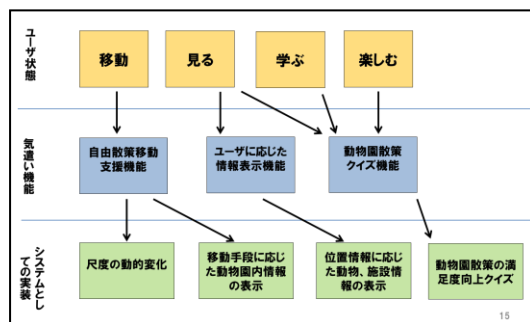 ユーザ状態
移動
見る
学ぶ
楽しむ
気遣い機能
自由散策移動
支援機能
ユーザに応じた
情報表示機能
動物園散策
クイズ機能
システムとし
ての実装
尺度の動的変化
移動手段に応じ
た動物園内情報
の表示
位置情報に応じ
た動物、施設情
報の表示
動物園散策の満
足度向上クイズ
15